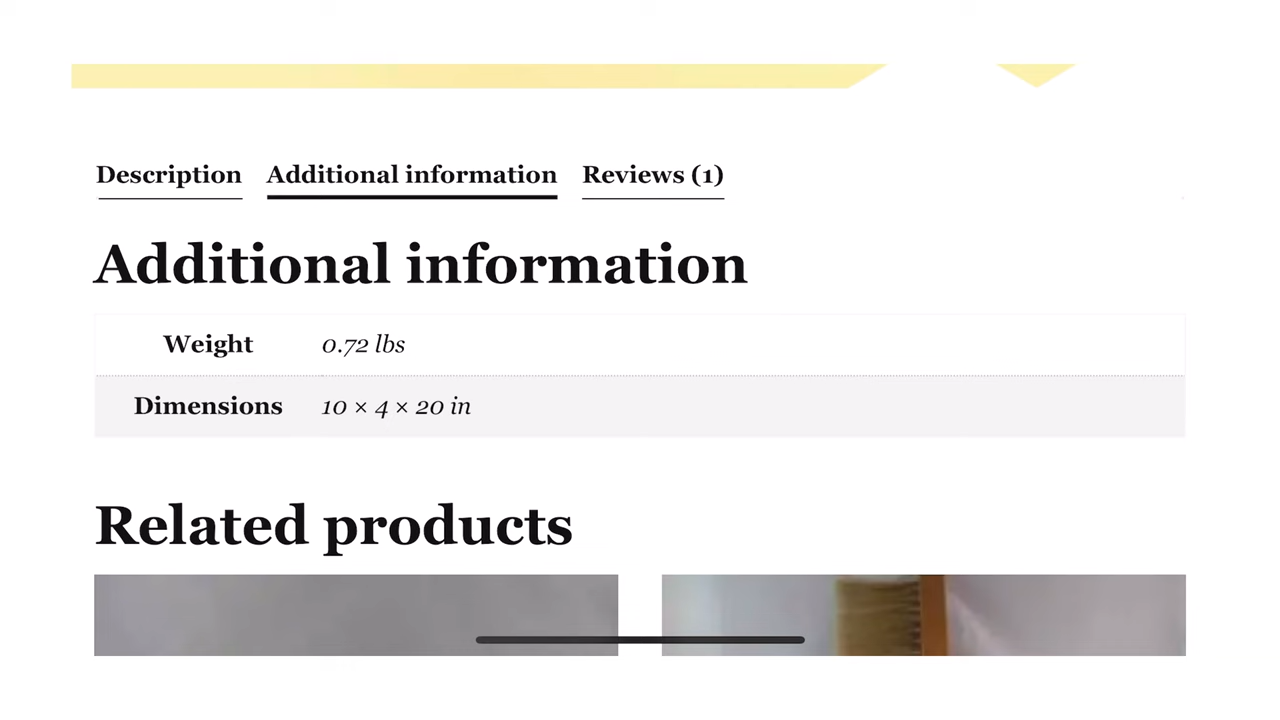 Description Additional information Reviews (1)
Additional information
Weight 0.72 lbs
Dimensions 10 × 4 × 20 in
Related products